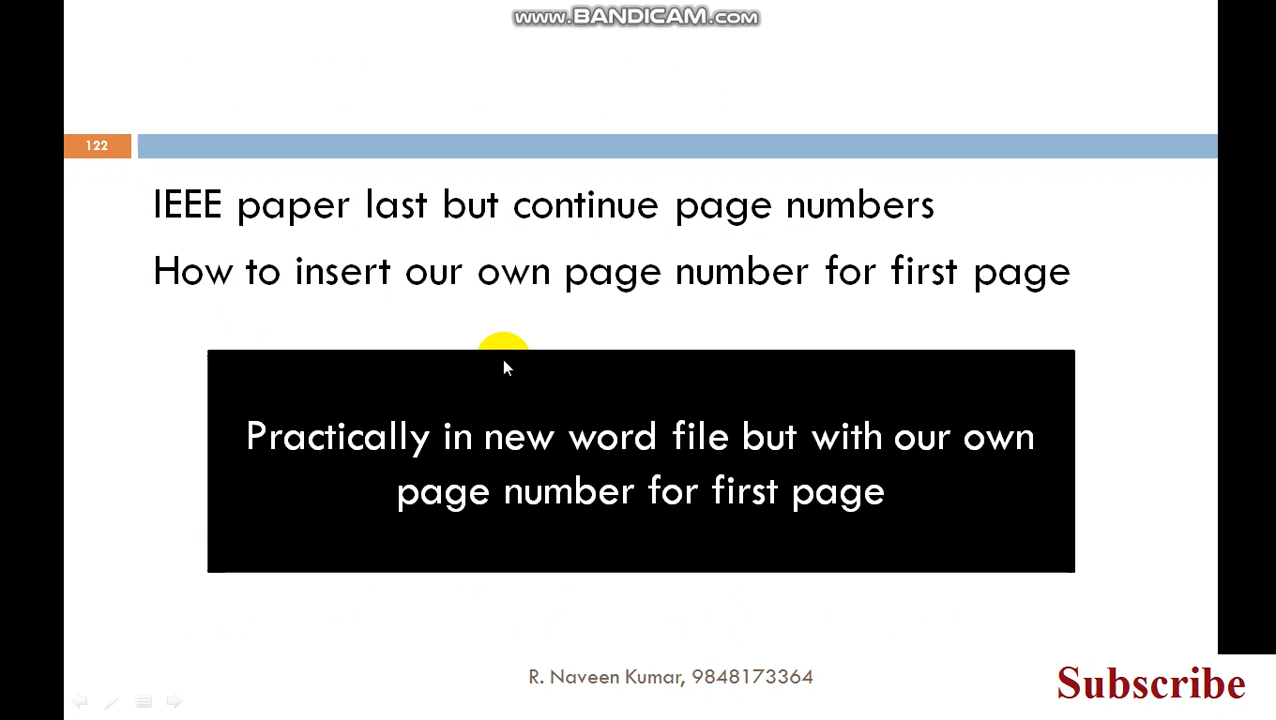 www.BANDICAM.com
122
IEEE paper last but continue page numbers
How to insert our own page number for first page
Practically in new word file but with our own
page number for first page
R. Naveen Kumar, 9848173364
Subscribe